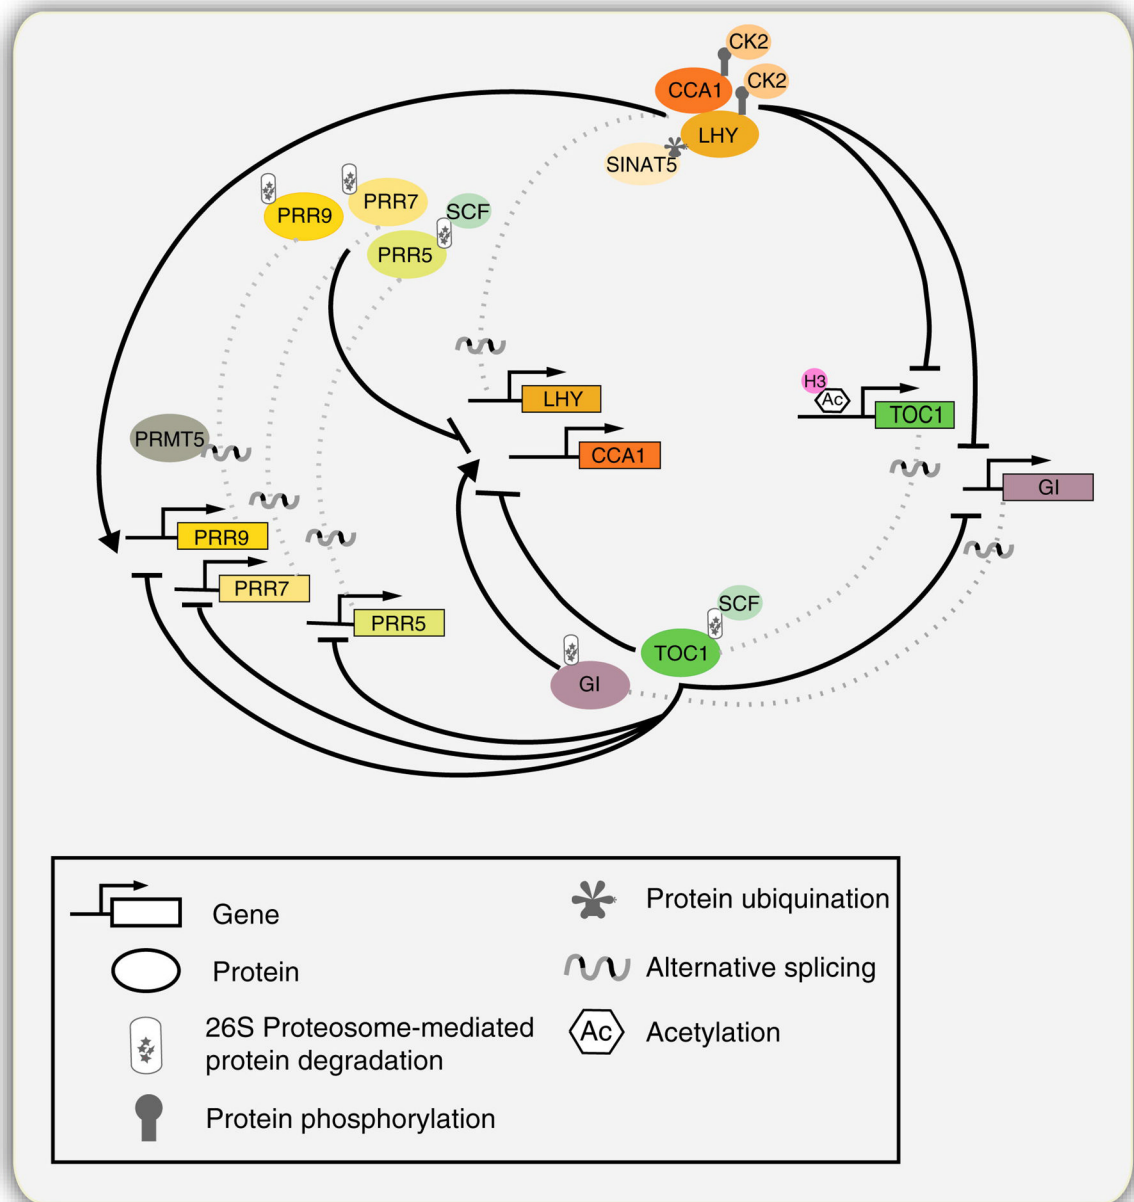 CK2
CCA1
CK2
LHY
SINAT5
PRR9
PRR7
SCF
PRR5
LHY
CCA1
H3
Ac
TOC1
GI
PRMT5
PRR9
PRR7
PRR5
SCF
TOC1
GI
Gene
Protein
26S Proteosome-mediated
protein degradation
Protein phosphorylation
Protein ubiquination
Alternative splicing
Ac
Acetylation